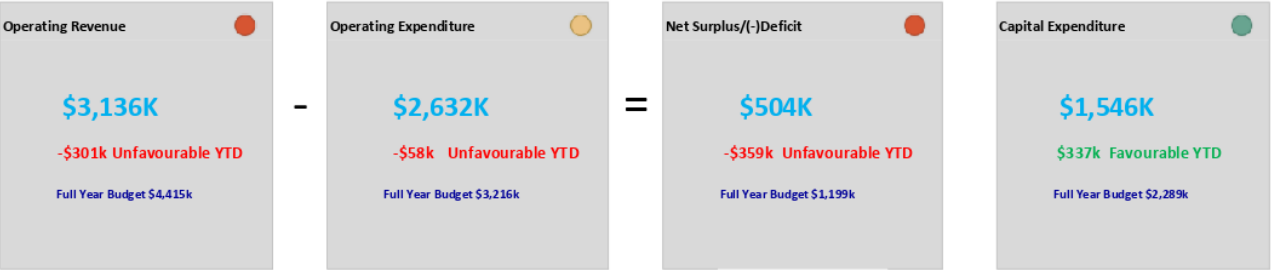 Operating Revenue
$3,136K
-$301k Unfavourable YTD
Full Year Budget $4,415k
-
Operating Expenditure
$2,632K
-$58k Unfavourable YTD
Full Year Budget $3,216k
=
Net Surplus/(-)Deficit
$504K
-$359k Unfavourable YTD
Full Year Budget $1,199k
Capital Expenditure
$1,546K
$337k Favourable YTD
Full Year Budget $2,289k